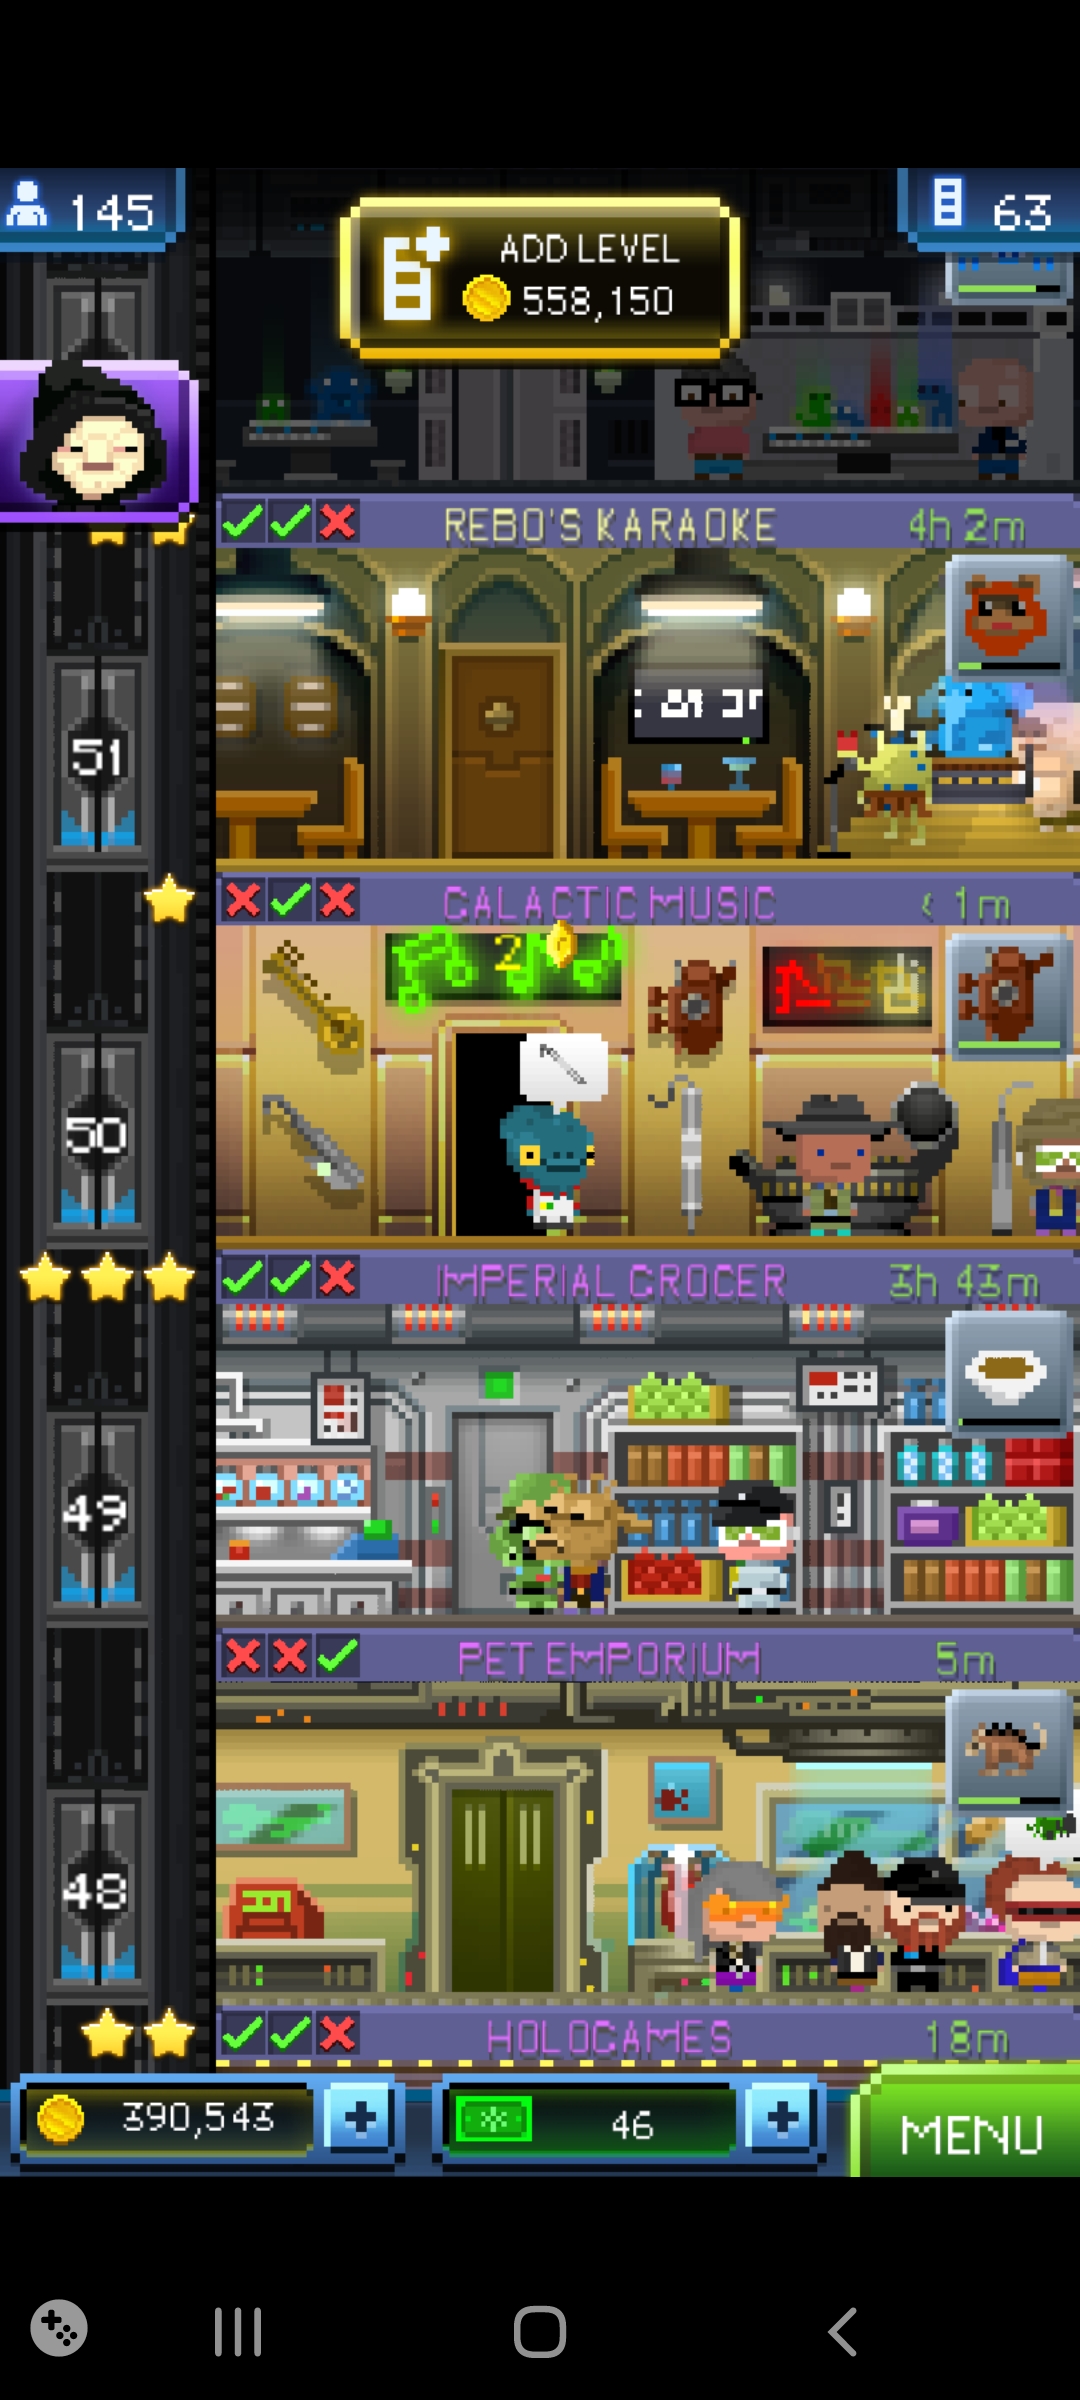 145
ADD LEVEL
558,150
63
REBO'S KARAOKE
4h 2m
51
GALACTIC MUSIC
< 1m
2
50
IMPERIAL GROCER
3h 43m
49
PET EMPORIUM
5m
48
HOLOGAMES
18m
390,543
46
MENU